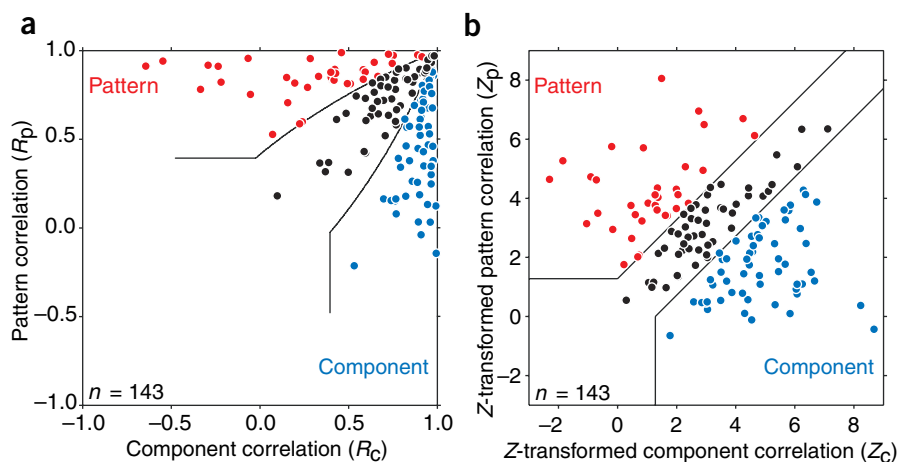 a
Pattern correlation (Rp)
1.0
0.5
0.0
−0.5
−1.0
Pattern
Component
n = 143
−1.0
−0.5
0.0
0.5
1.0
Component correlation (Rc)
b
Z-transformed pattern correlation (Zp)
8
6
4
2
0
−2
Pattern
Component
n = 143
−2
0
2
4
6
8
Z-transformed component correlation (Zc)